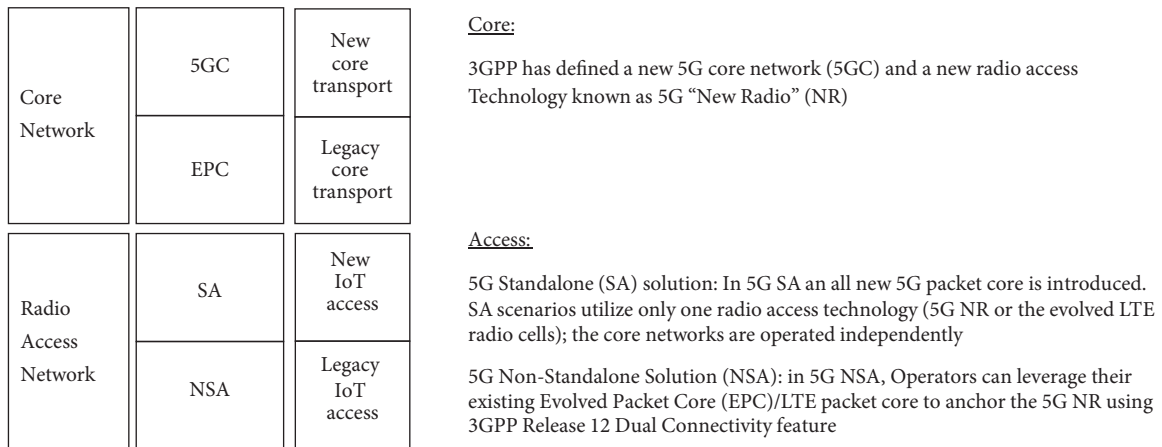 Core
Network
5GC
New
core
transport
EPC
Legacy
core
transport
Radio
Access
Network
SA
New
IoT
access
NSA
Legacy
IoT
access
Core:
3GPP has defined a new 5G core network (5GC) and a new radio access
Technology known as 5G “New Radio” (NR)
Access:
5G Standalone (SA) solution: In 5G SA an all new 5G packet core is introduced.
SA scenarios utilize only one radio access technology (5G NR or the evolved LTE
radio cells); the core networks are operated independently
5G Non-Standalone Solution (NSA): in 5G NSA, Operators can leverage their
existing Evolved Packet Core (EPC)/LTE packet core to anchor the 5G NR using
3GPP Release 12 Dual Connectivity feature